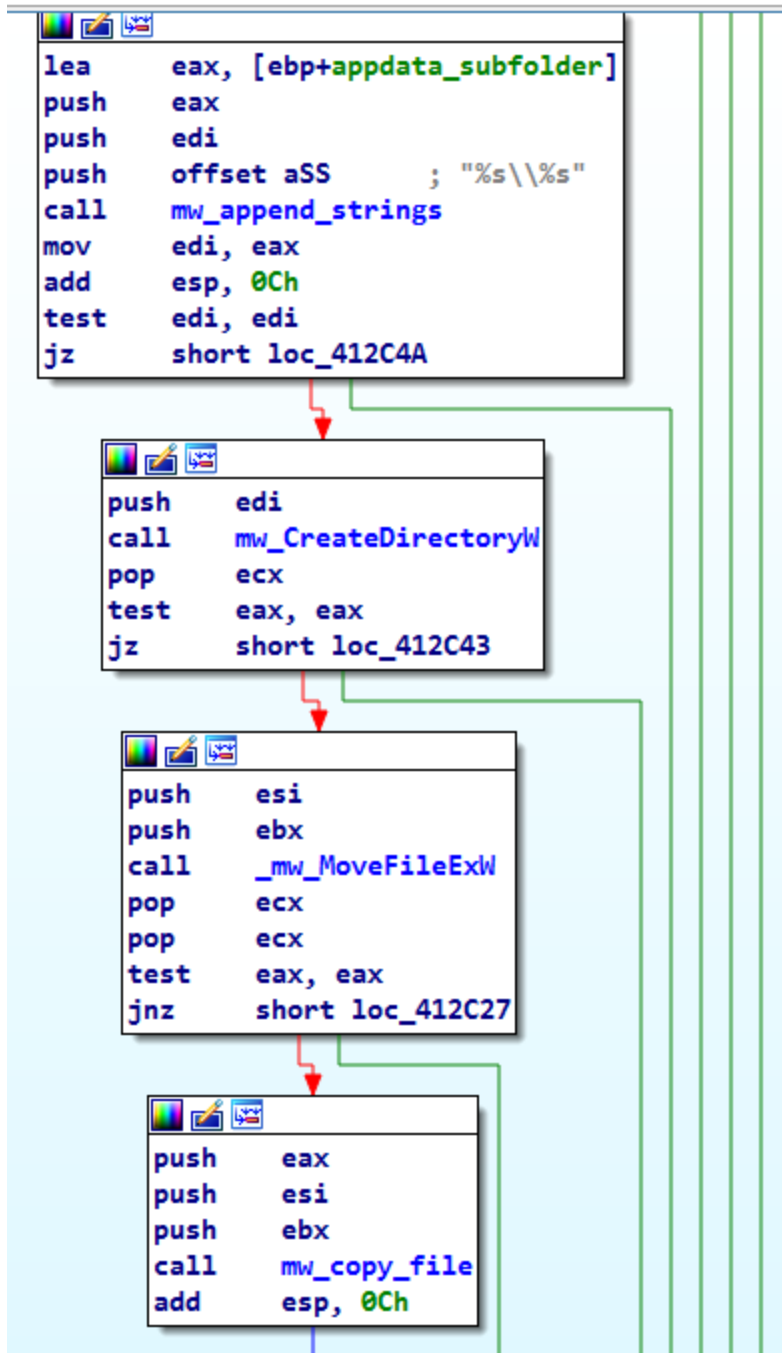 lea eax, [ebp+appdata_subfolder]
push eax
push edi
push offset aSS ; "%s\\%s"
call mw_append_strings
mov edi, eax
add esp, 0Ch
test edi, edi
jz short loc_412C4A
push edi
call mw_CreateDirectoryW
pop ecx
test eax, eax
jz short loc_412C43
push esi
push ebx
call _mw_MoveFileExW
pop ecx
pop ecx
test eax, eax
jnz short loc_412C27
push eax
push esi
push ebx
call mw_copy_file
add esp, 0Ch